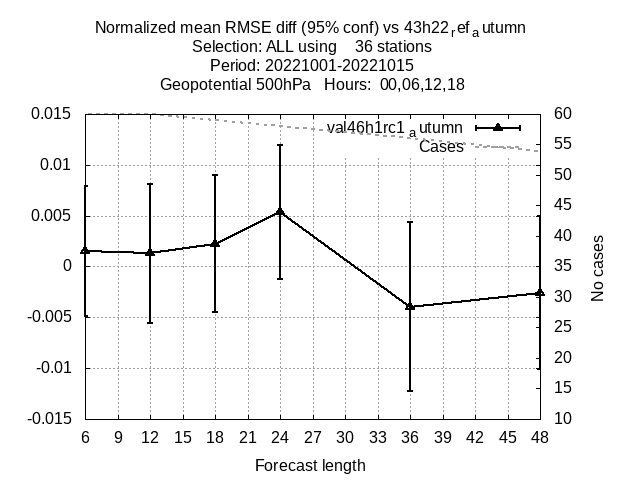 Normalized mean RMSE diff (95% conf) vs 43h22refautumn
Selection: ALL using 36 stations
Period: 20221001-20221015
Geopotential 500hPa Hours: 00,06,12,18
val46h1rc1autumn
Cases
0.015
0.01
0.005
0
-0.005
-0.01
-0.015
60
55
50
45
40
35
30
25
20
15
10
No cases
6 9 12 15 18 21 24 27 30 33 36 39 42 45 48
Forecast length